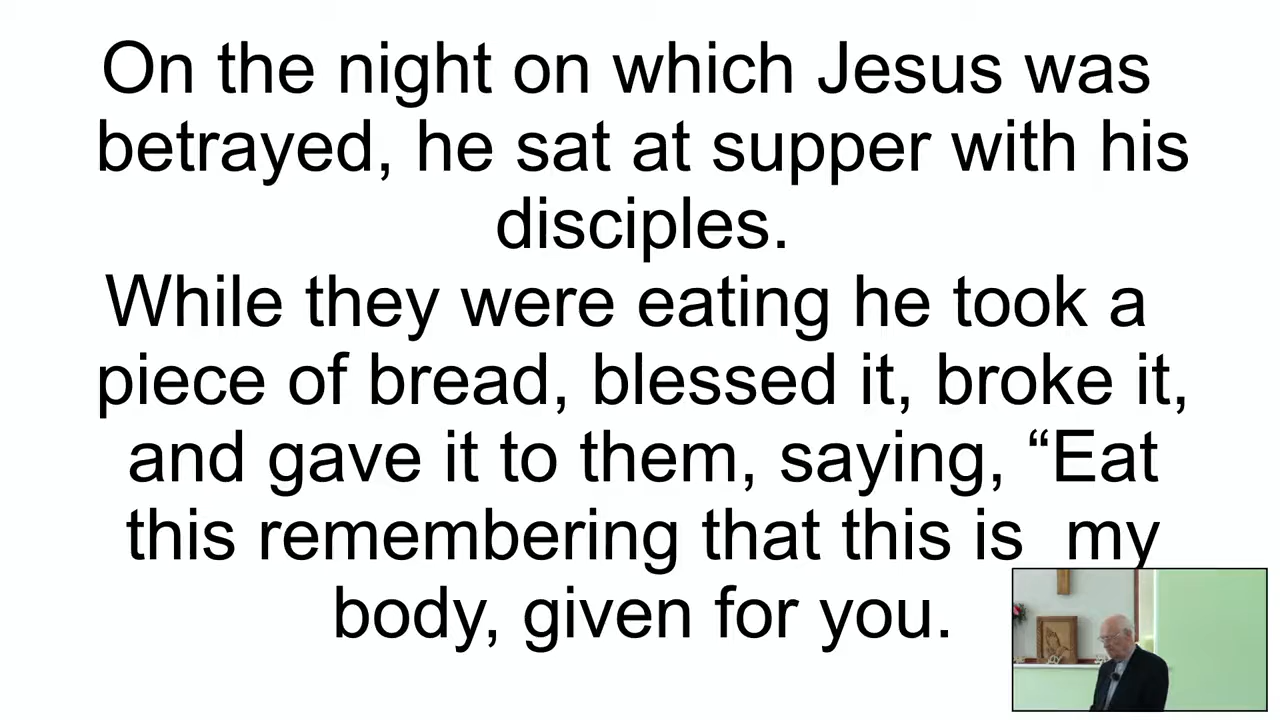 On the night on which Jesus was
betrayed, he sat at supper with his
disciples.
While they were eating he took a
piece of bread, blessed it, broke it,
and gave it to them, saying, “Eat
this remembering that this is  my
body, given for you.